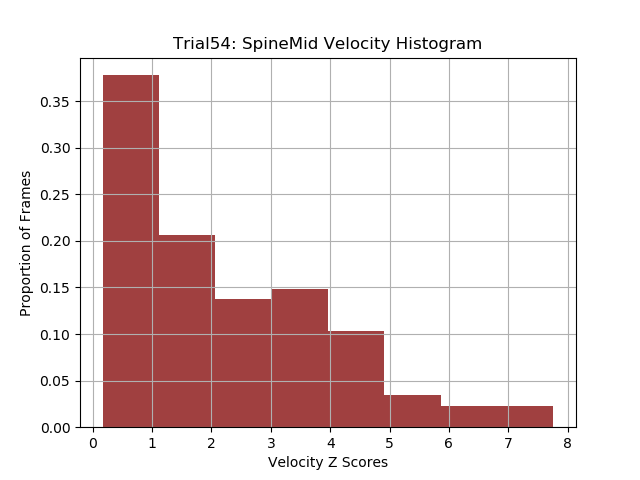 Trial54: SpineMid Velocity Histogram
Proportion of Frames
0.35
0.30
0.25
0.20
0.15
0.10
0.05
0.00
0 1 2 3 4 5 6 7 8
Velocity Z Scores